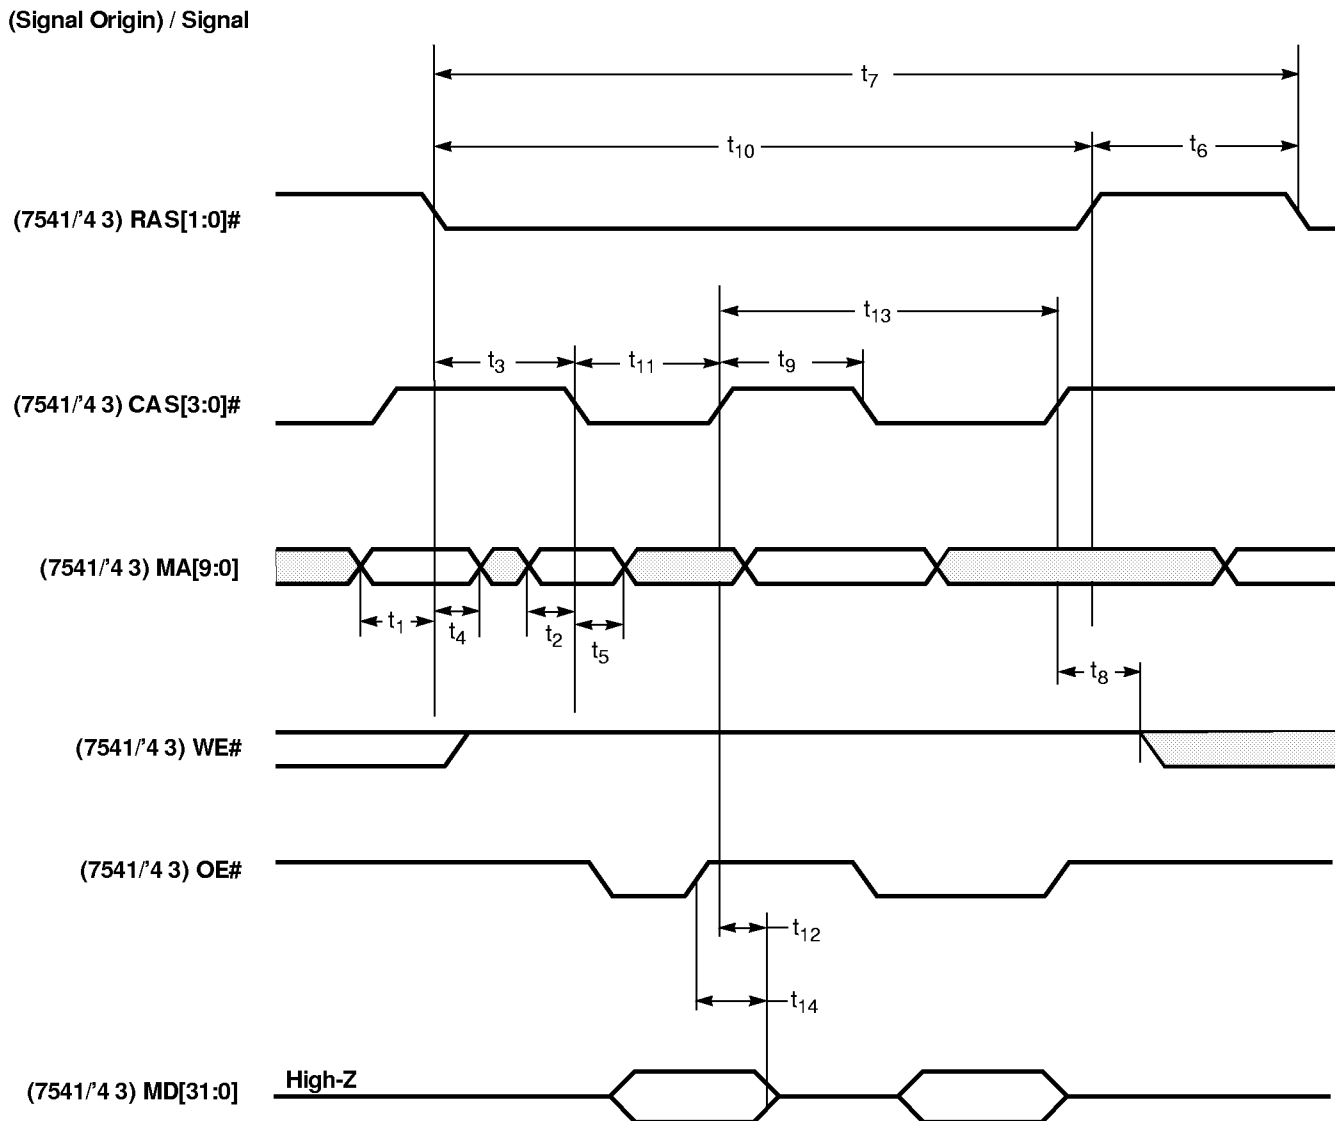 (Signal Origin) / Signal
t7
t10
t6
(7541/'4 3) RAS[1:0]#
t13
t3
t11
t9
(7541/'4 3) CAS[3:0]#
(7541/'4 3) MA[9:0]
t1
t4
t2
t5
t8
(7541/'4 3) WE#
(7541/'4 3) OE#
t12
t14
High-Z
(7541/'4 3) MD[31:0]